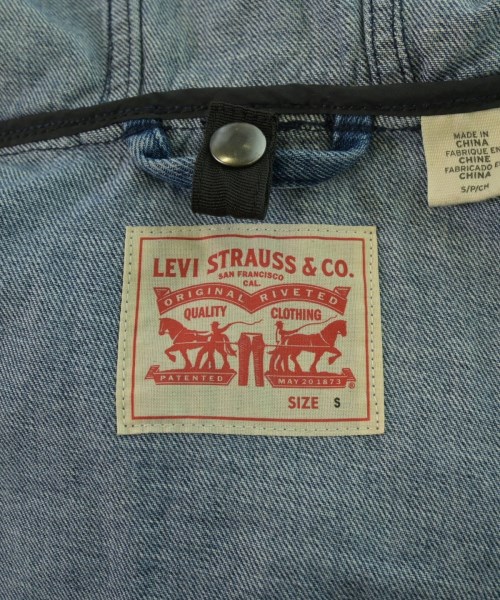 MADE IN
CHINA
FABRIQUE EN
CHINE
FABRICADO E
CHINA
S/P/CH
LEVI STRAUSS & CO.
SAN FRANCISCO
CAL.
ORIGINAL RIVETED
QUALITY CLOTHING
PATENTED MAY 20 1873
®
SIZE S